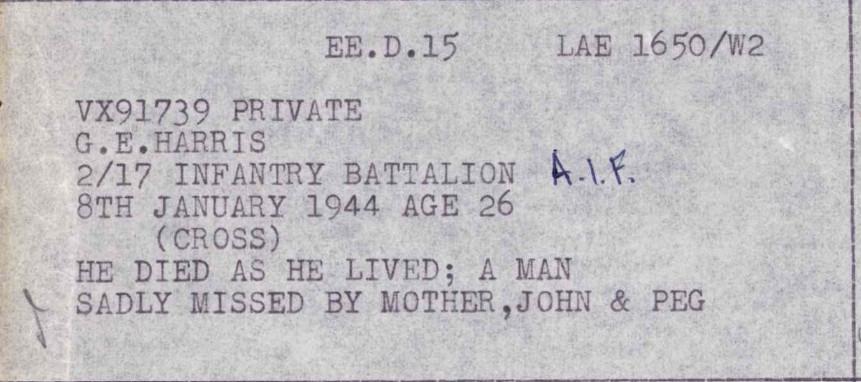 EE.D.15 LAE 1650/W2
VX91739 PRIVATE
G.E.HARRIS
2/17 INFANTRY BATTALION A.I.F.
8TH JANUARY 1944 AGE 26
(CROSS)
HE DIED AS HE LIVED; A MAN
SADLY MISSED BY MOTHER,JOHN & PEG